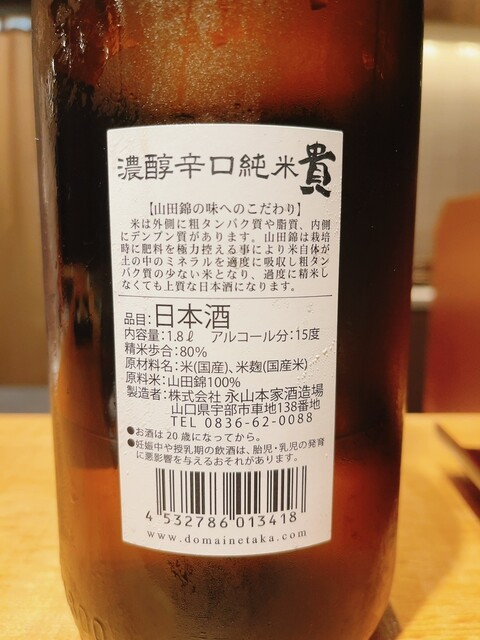 濃醇辛口純米貴
【山田錦の味へのこだわり】
米は外側に粗タンパク質や脂質、内側
にデンプン質があります。山田錦は栽培
時に肥料を極力控える事により米自体が
土の中のミネラルを適度に吸収し粗タン
パク質の少ない米となり、過度に精米し
なくても上質な日本酒になります。
品目:日本酒
内容量:1.8ℓ アルコール分:15度
精米歩合:80%
原材料名:米(国産)、米麹(国産米)
原料米:山田錦100%
製造者:株式会社 永山本家酒造場
山口県宇部市車地138番地
TEL 0836-62-0088
●お酒は20歳になってから。
●妊娠中や授乳期の飲酒は、胎児・乳児の発育
に悪影響を与えるおそれがあります。
4 532786 013418
www.domainetaka.com